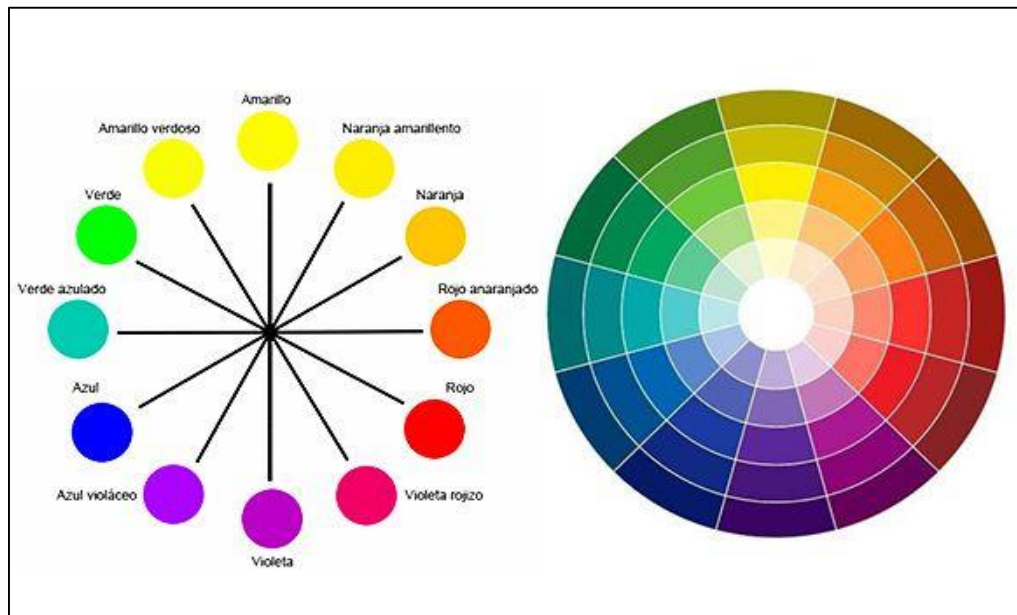 Amarillo
Amarillo verdoso
Naranja amarillento
Verde
Naranja
Verde azulado
Rojo anaranjado
Azul
Rojo
Azul violáceo
Violeta rojizo
Violeta